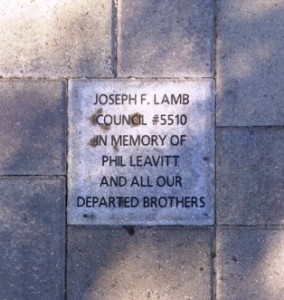 JOSEPH F. LAMB
COUNCIL #5510
IN MEMORY OF
PHIL LEAVITT
AND ALL OUR
DEPARTED BROTHERS